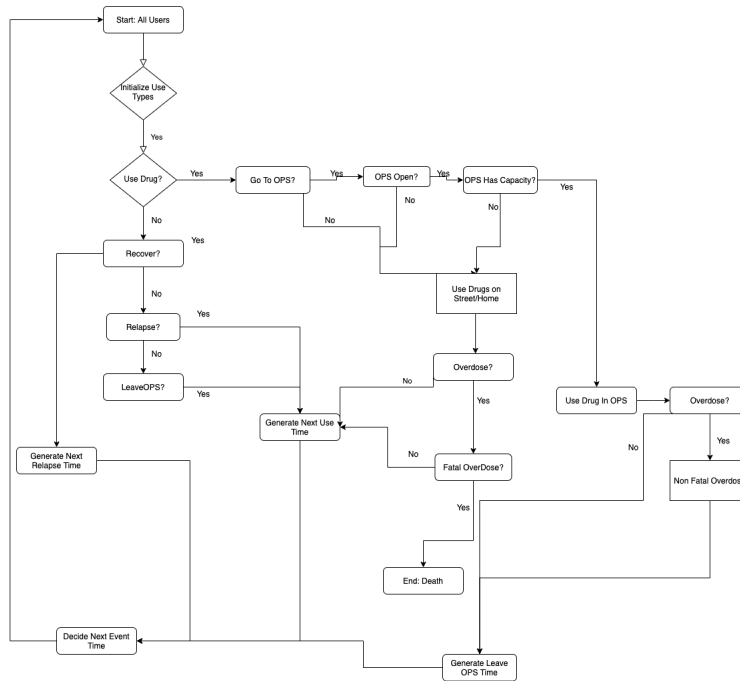 Start: All Users
Initialize Use
Types
Yes
Use Drug?
Yes
Go To OPS?
Yes
OPS Open?
Yes
OPS Has Capacity?
Yes
No
No
No
No
Recover?
Yes
Use Drugs on
Street/Home
No
Relapse?
Yes
No
LeaveOPS?
Yes
Overdose?
No
Yes
Use Drug In OPS
Overdose?
Generate Next Use
Time
No
Yes
Generate Next
Relapse Time
No
Fatal OverDose?
Non Fatal Overdos
Yes
End: Death
Decide Next Event
Time
Generate Leave
OPS Time